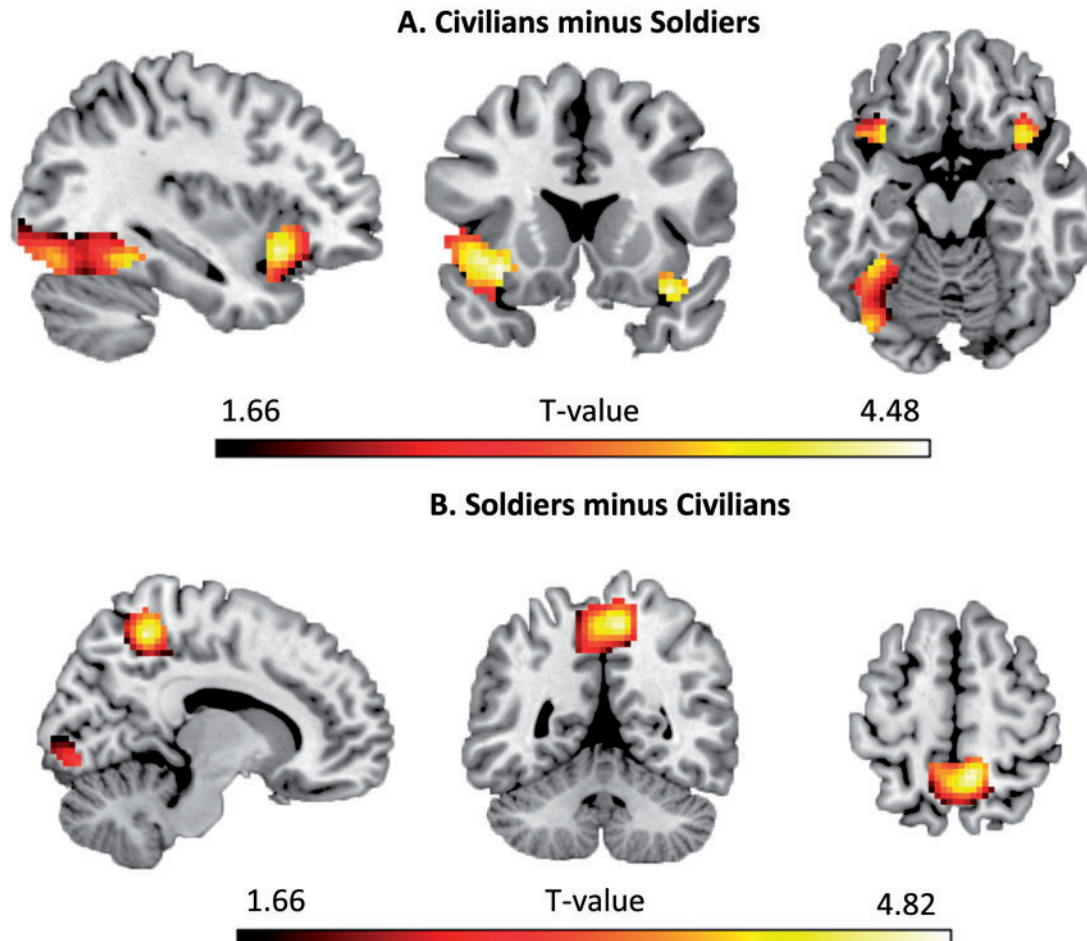 A. Civilians minus Soldiers
1.66 T-value 4.48
B. Soldiers minus Civilians
1.66 T-value 4.82